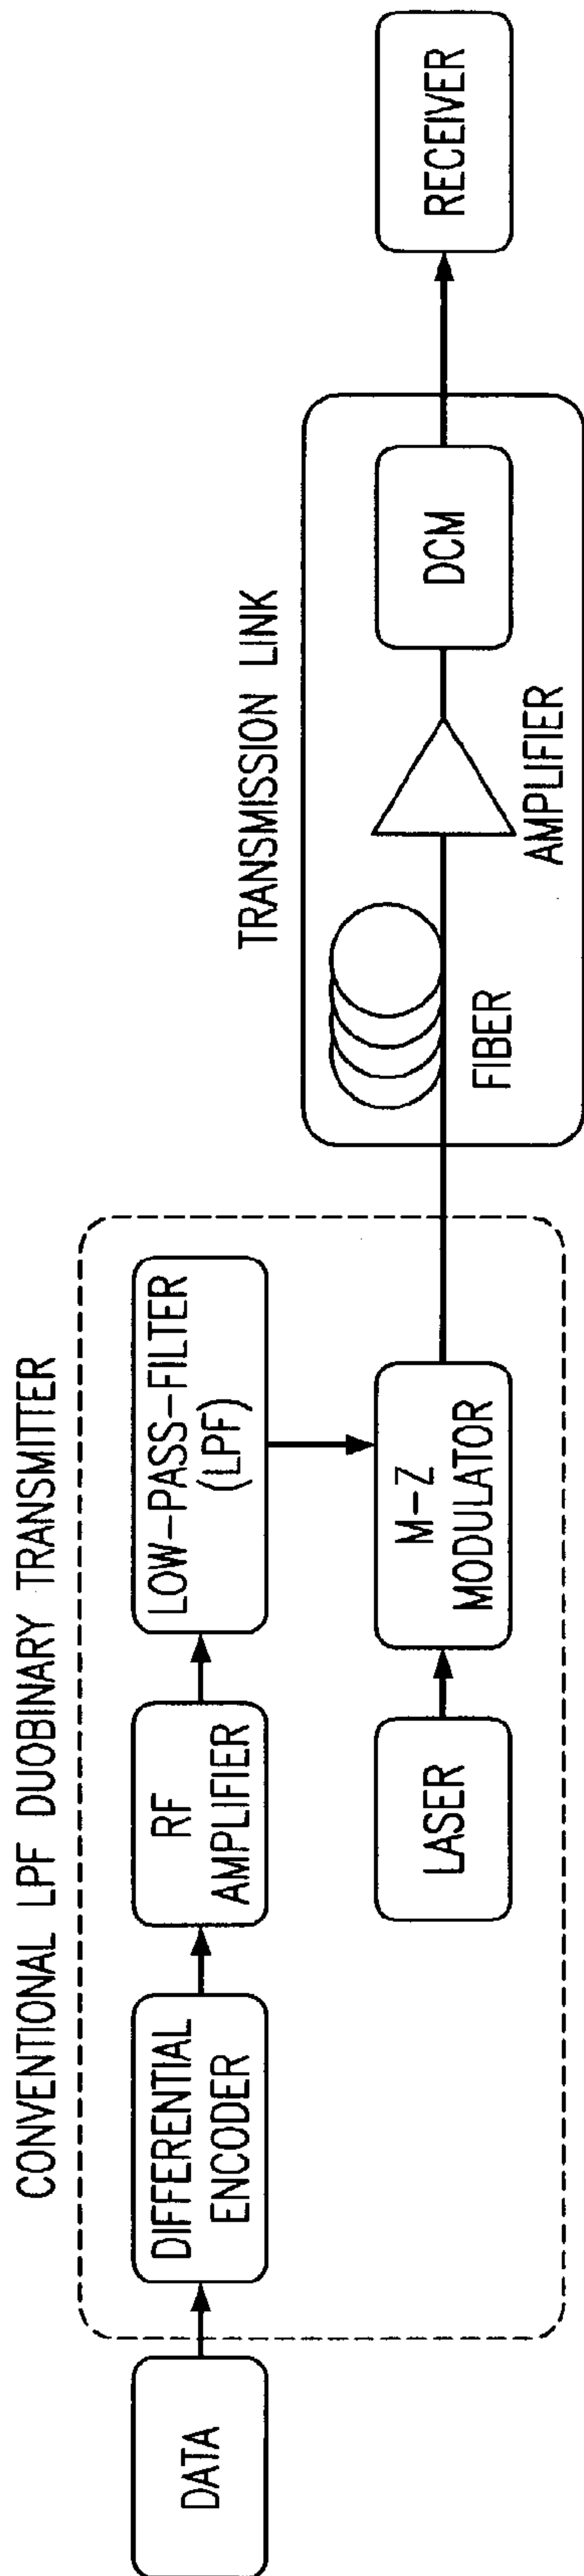 CONVENTIONAL LPF DUOBINARY TRANSMITTER
DATA
DIFFERENTIAL
ENCODER
RF
AMPLIFIER
LOW-PASS-FILTER
(LPF)
LASER
M-Z
MODULATOR
TRANSMISSION LINK
FIBER
AMPLIFIER
DCM
RECEIVER